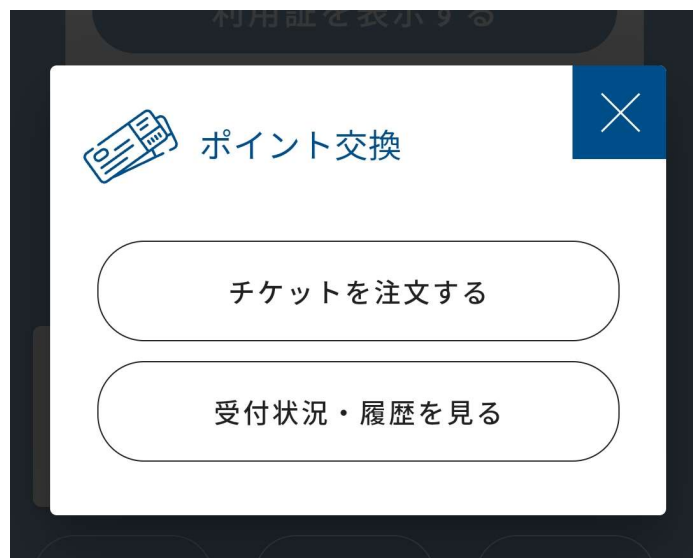 利用証を表示する
ポイント交換
チケットを注文する
受付状況・履歴を見る